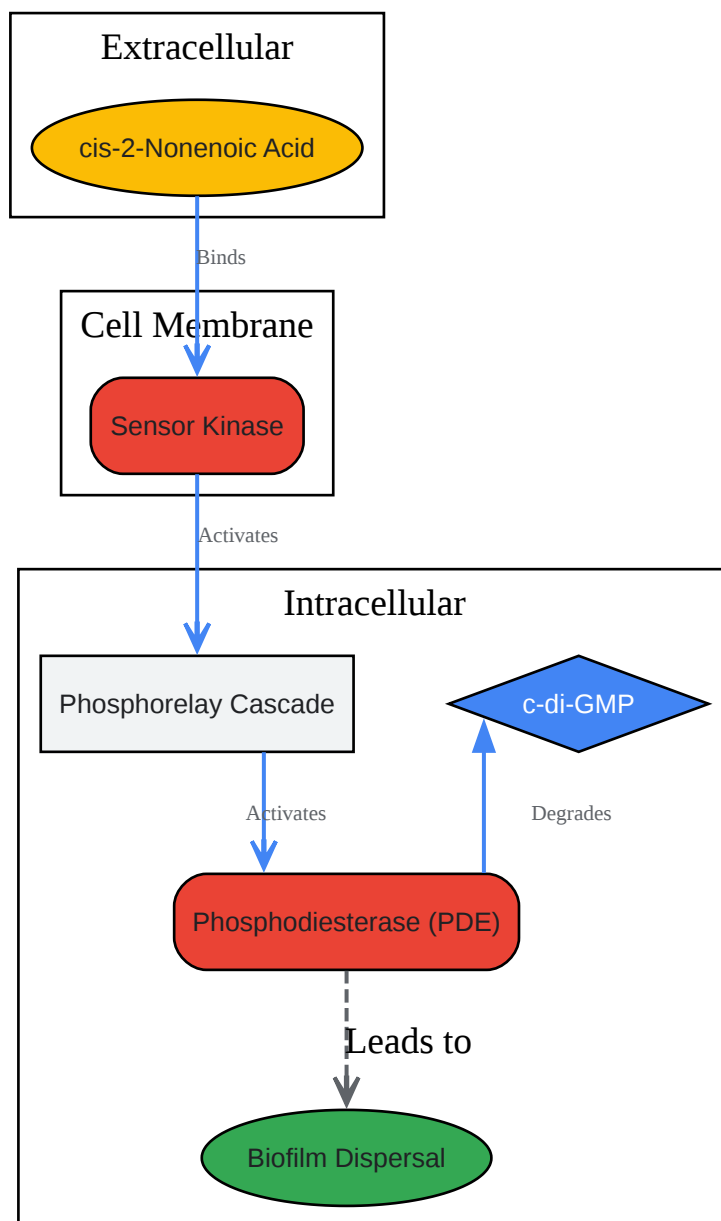 Extracellular
cis-2-Nonenoic Acid
Binds
Cell Membrane
Sensor Kinase
Activates
Intracellular
Phosphorelay Cascade
c-di-GMP
Activates
Degrades
Phosphodiesterase (PDE)
Leads to
Biofilm Dispersal